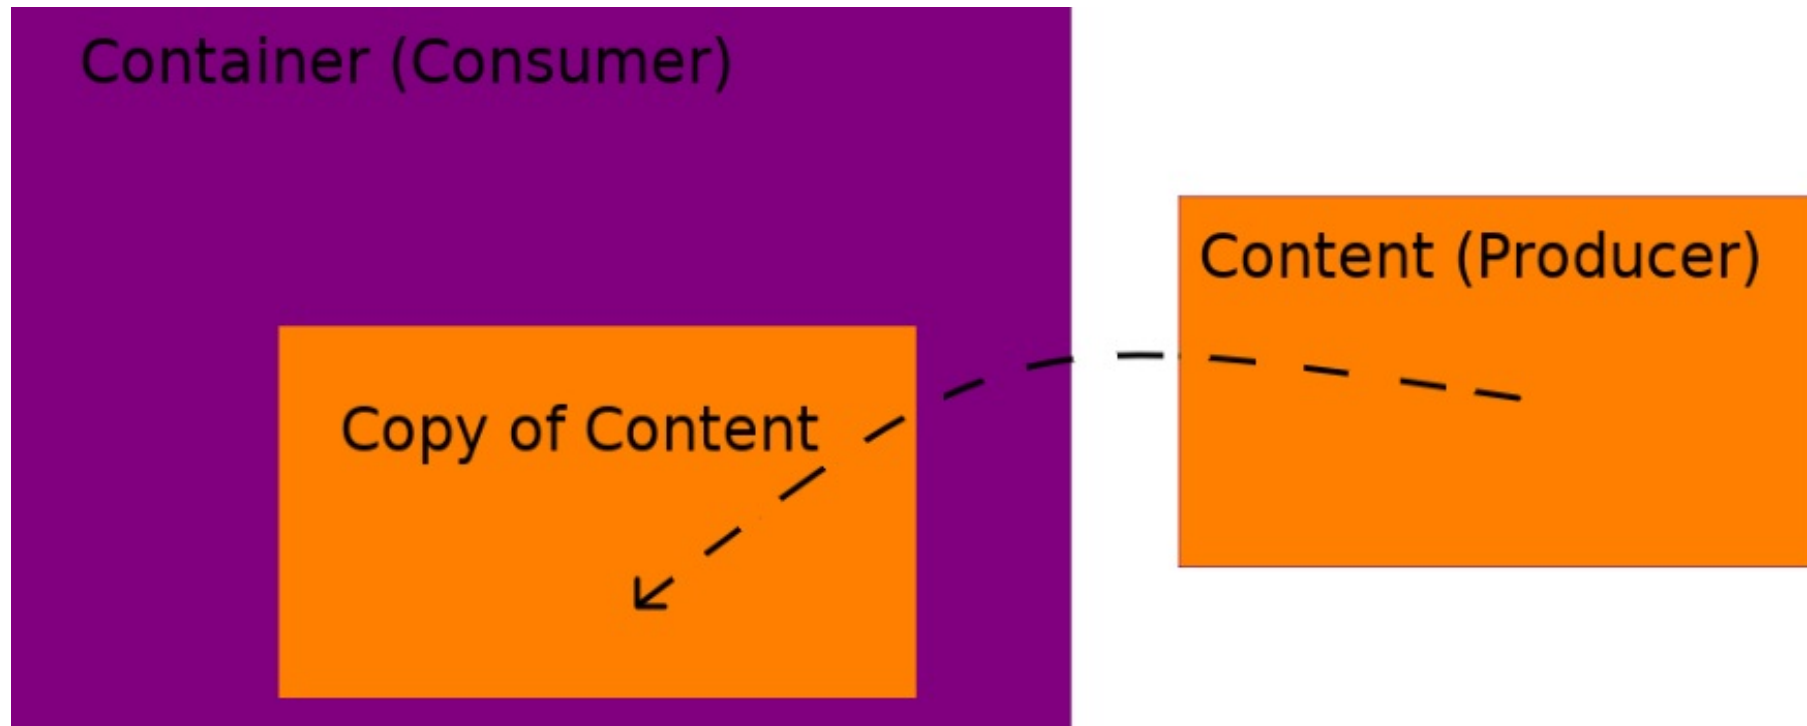 Container (Consumer)
Content (Producer)
Copy of Content